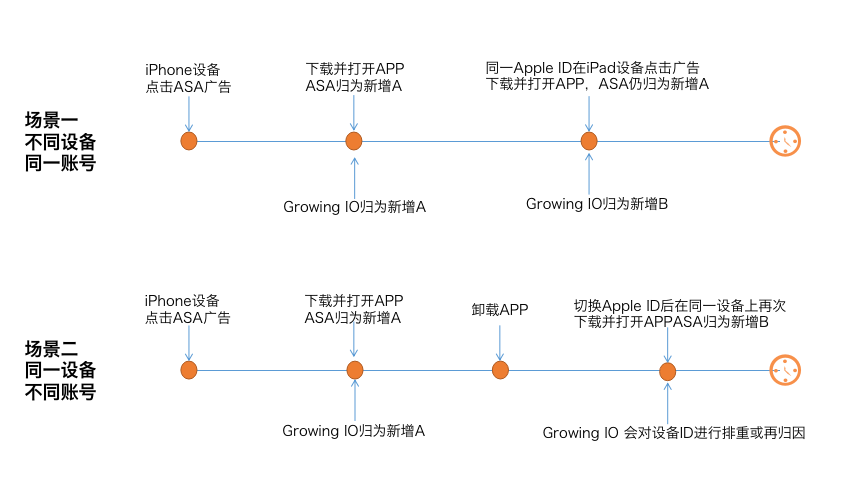 iPhone设备
点击ASA广告
下载并打开APP
ASA归为新增A
同一Apple ID在iPad设备点击广告
下载并打开APP，ASA仍归为新增A
场景一
不同设备
同一账号
Growing IO归为新增A
Growing IO归为新增B
iPhone设备
点击ASA广告
下载并打开APP
ASA归为新增A
卸载APP
切换Apple ID后在同一设备上再次
下载并打开APPASA归为新增B
场景二
同一设备
不同账号
Growing IO归为新增A
Growing IO 会对设备ID进行排重或再归因